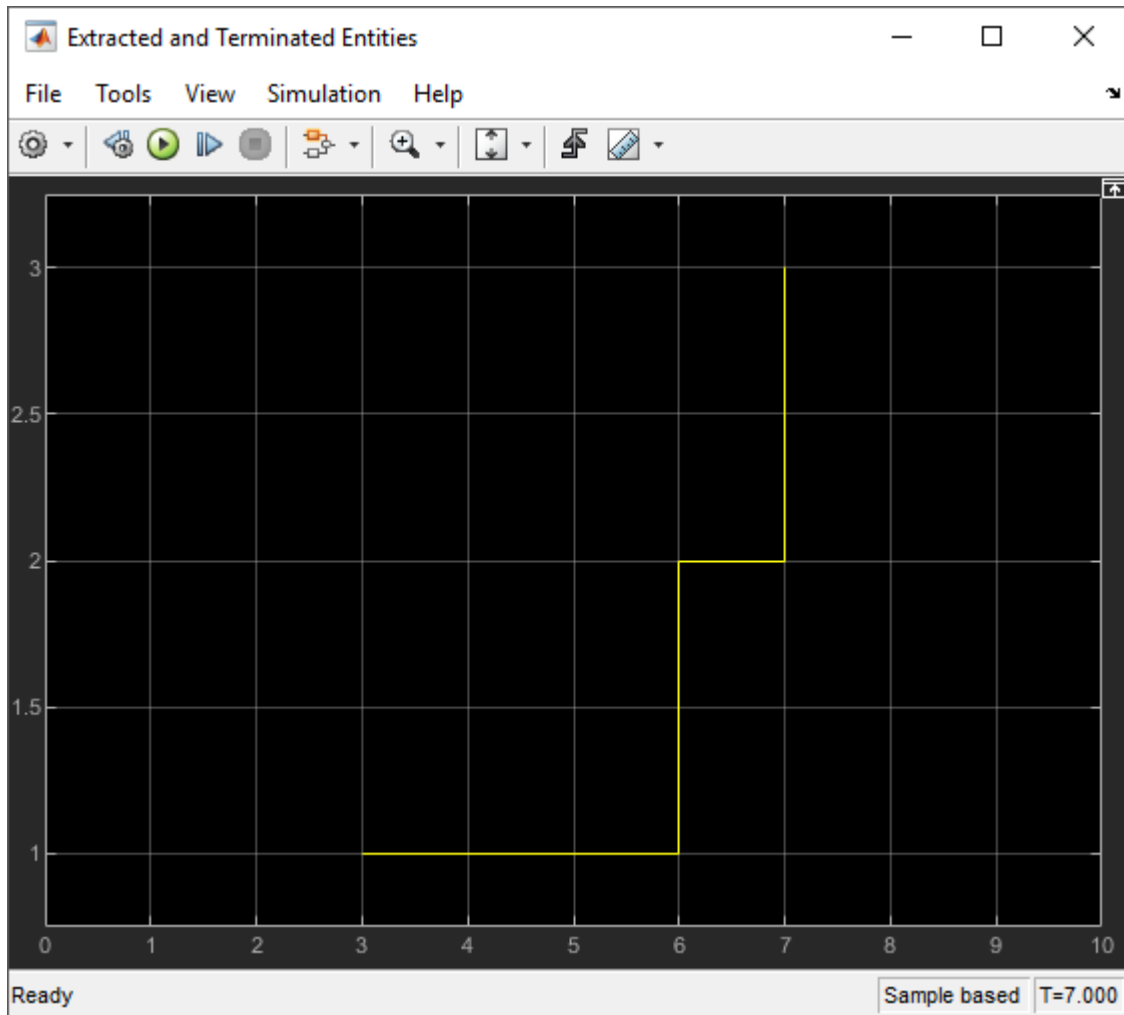 Extracted and Terminated Entities
File Tools View Simulation Help
3
2.5
2
1.5
1
0 1 2 3 4 5 6 7 8 9 10
Ready Sample based T=7.000